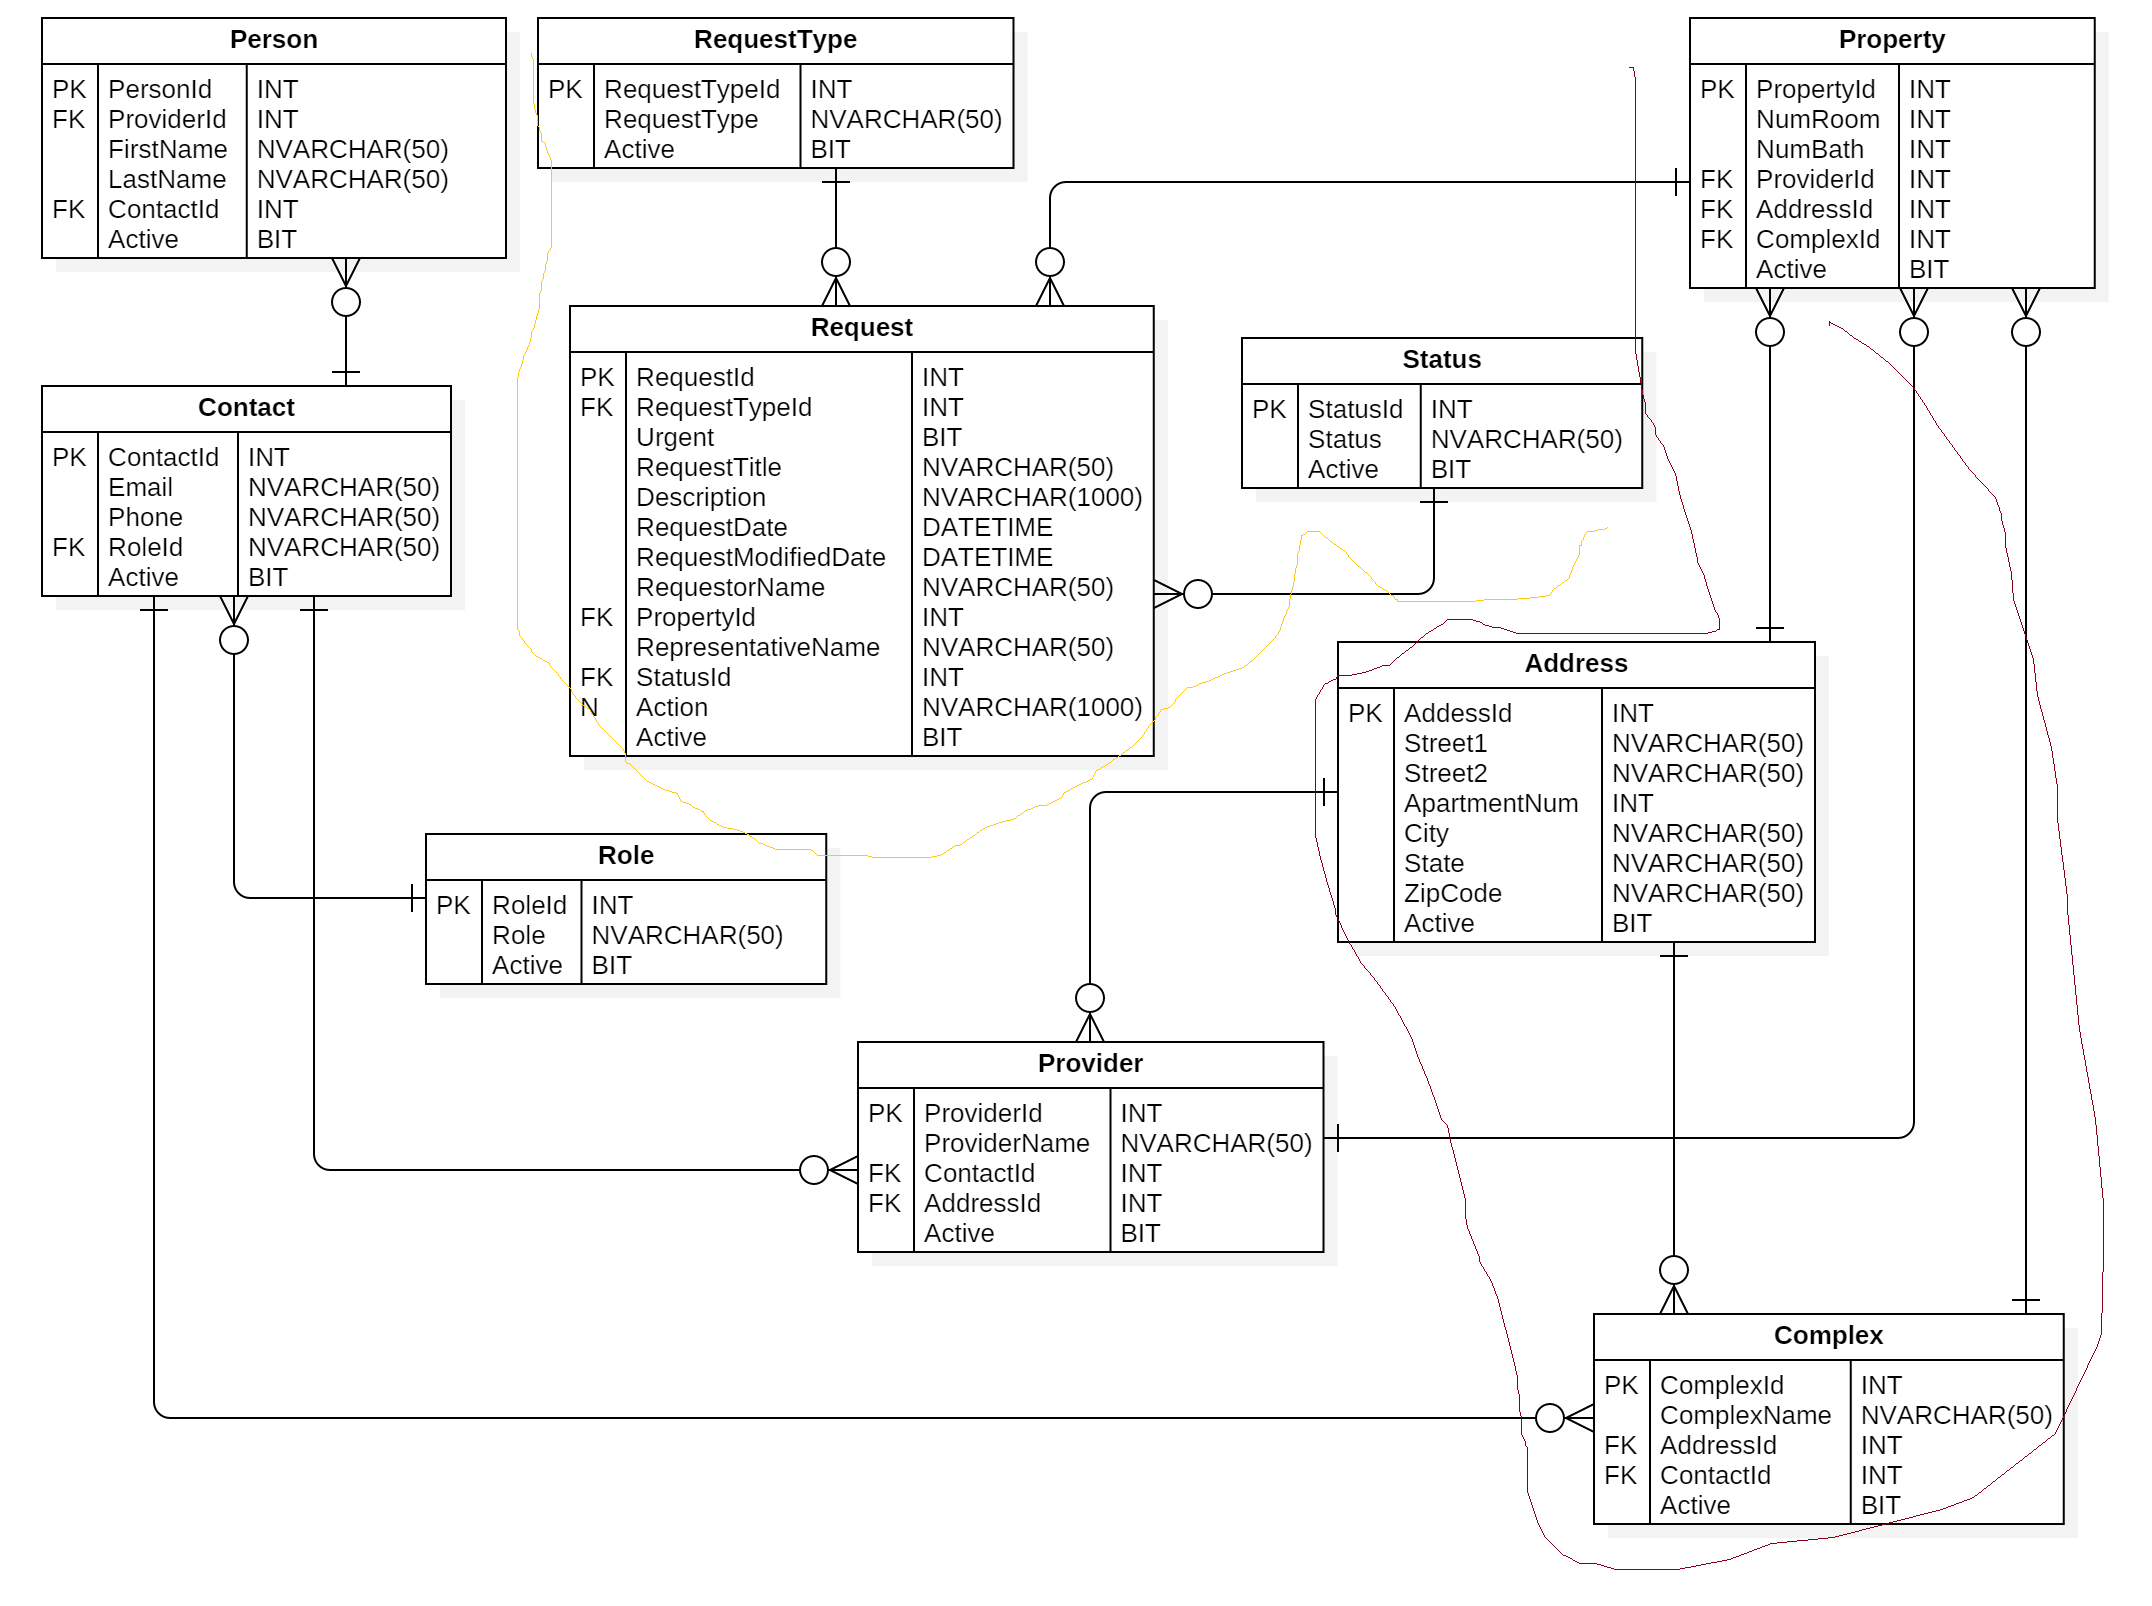 Person
PK PersonId INT
FK ProviderId INT
FirstName NVARCHAR(50)
LastName NVARCHAR(50)
FK ContactId INT
Active BIT
RequestType
PK RequestTypeId INT
RequestType NVARCHAR(50)
Active BIT
Property
PK PropertyId INT
NumRoom INT
NumBath INT
FK ProviderId INT
FK AddressId INT
FK ComplexId INT
Active BIT
Request
PK RequestId INT
FK RequestTypeId INT
Urgent BIT
RequestTitle NVARCHAR(50)
Description NVARCHAR(1000)
RequestDate DATETIME
RequestModifiedDate DATETIME
RequestorName NVARCHAR(50)
FK PropertyId INT
RepresentativeName NVARCHAR(50)
FK StatusId INT
N Action NVARCHAR(1000)
Active BIT
Status
PK StatusId INT
Status NVARCHAR(50)
Active BIT
Contact
PK ContactId INT
Email NVARCHAR(50)
Phone NVARCHAR(50)
FK RoleId NVARCHAR(50)
Active BIT
Address
PK AddessId INT
Street1 NVARCHAR(50)
Street2 NVARCHAR(50)
ApartmentNum INT
City NVARCHAR(50)
State NVARCHAR(50)
ZipCode NVARCHAR(50)
Active BIT
Role
PK RoleId INT
Role NVARCHAR(50)
Active BIT
Provider
PK ProviderId INT
ProviderName NVARCHAR(50)
FK ContactId INT
FK AddressId INT
Active BIT
Complex
PK ComplexId INT
ComplexName NVARCHAR(50)
FK AddressId INT
FK ContactId INT
Active BIT